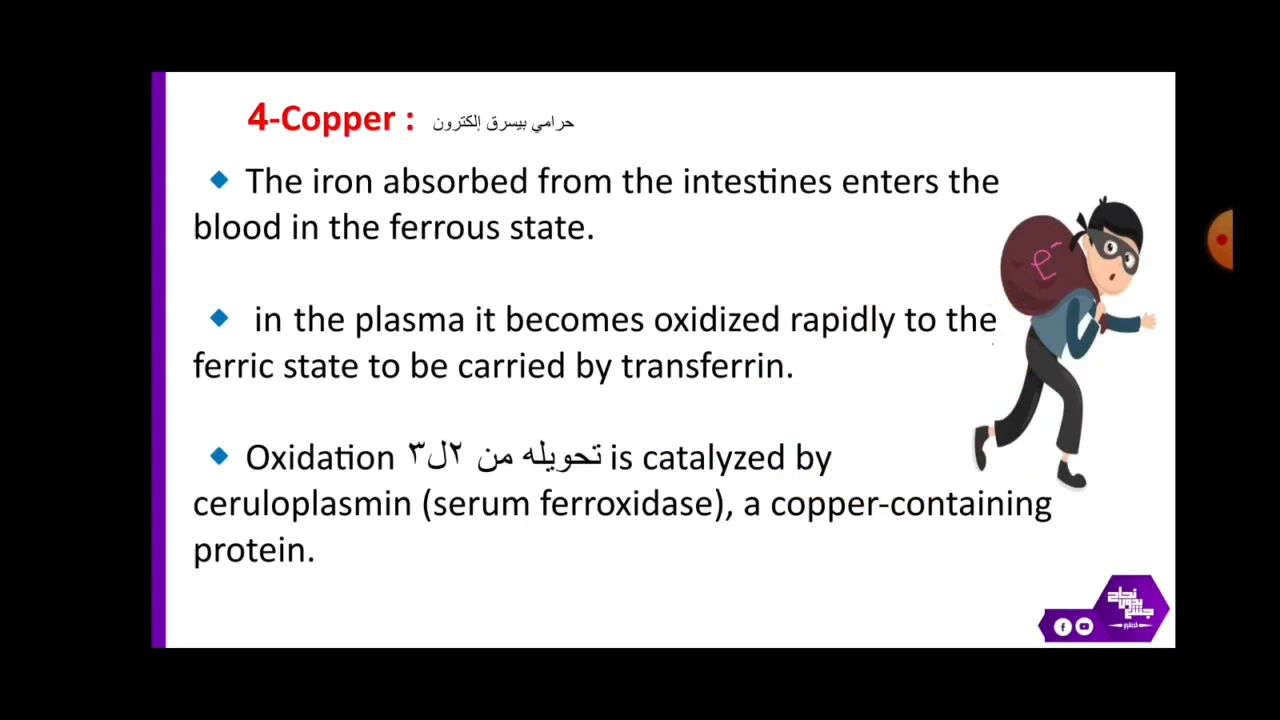 4-Copper : حرامي بيسرق إلكترون
The iron absorbed from the intestines enters the
blood in the ferrous state.
e-
in the plasma it becomes oxidized rapidly to the
ferric state to be carried by transferrin.
Oxidation تحويله من ٢ل٣ is catalyzed by
ceruloplasmin (serum ferroxidase), a copper-containing
protein.